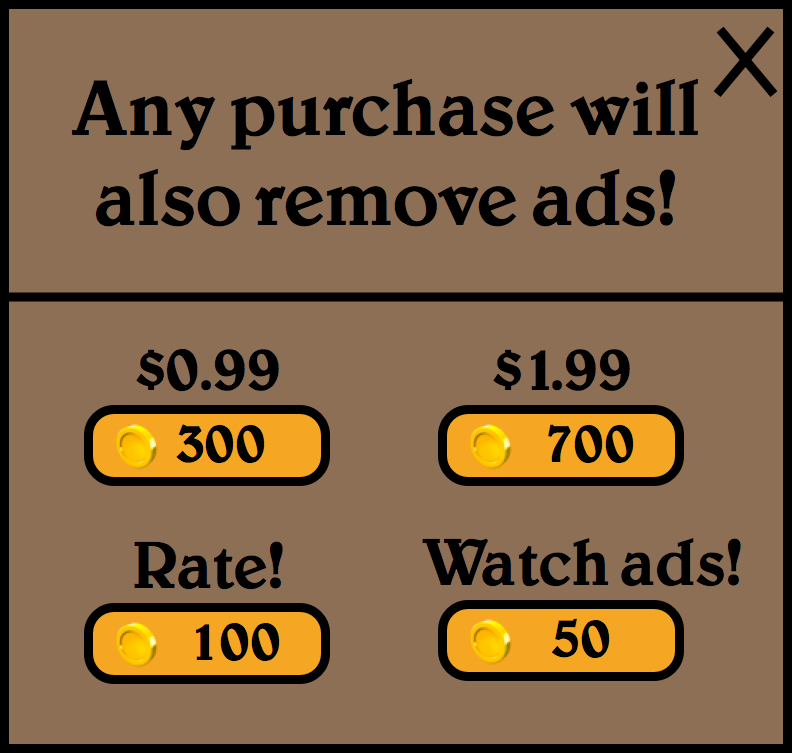 Any purchase will
also remove ads!
$0.99 $1.99
300 700
Rate! Watch ads!
100 50